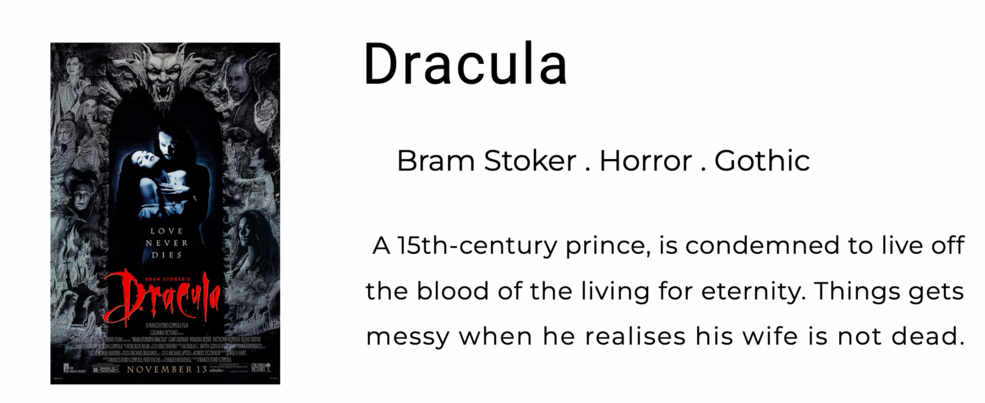 Dracula
Bram Stoker . Horror . Gothic
A 15th-century prince, is condemned to live off
the blood of the living for eternity. Things gets
messy when he realises his wife is not dead.
LOVE
NEVER
DIES
BRAM STOKER'S
Dracula
A FRANCIS FORD COPPOLA FILM
COLUMBIA PICTURES
NOVEMBER 13